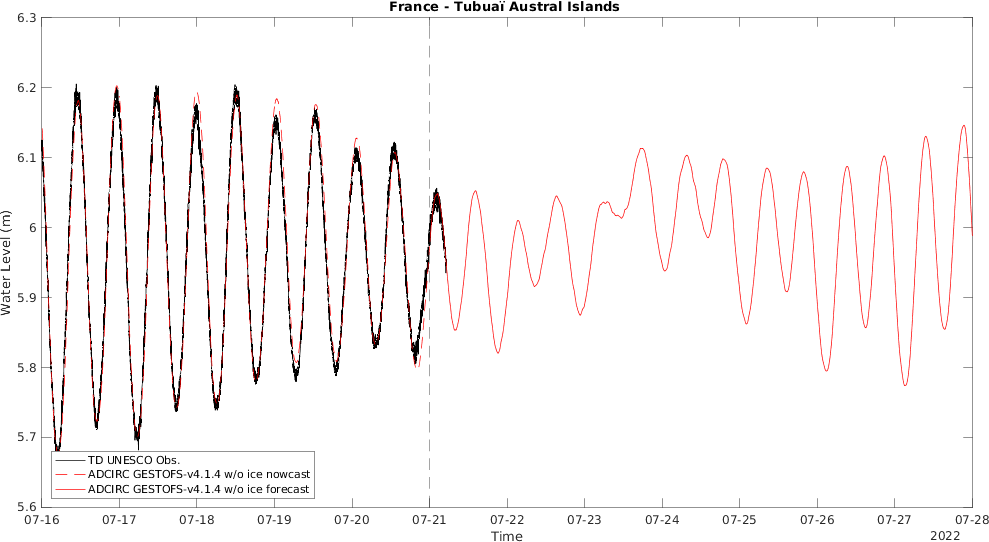 France - Tubuaï Austral Islands
6.3
6.2
6.1
6
5.9
5.8
5.7
5.6
Water Level (m)
TD UNESCO Obs.
ADCIRC GESTOFS-v4.1.4 w/o ice nowcast
ADCIRC GESTOFS-v4.1.4 w/o ice forecast
07-16 07-17 07-18 07-19 07-20 07-21 07-22 07-23 07-24 07-25 07-26 07-27 07-28
Time
2022